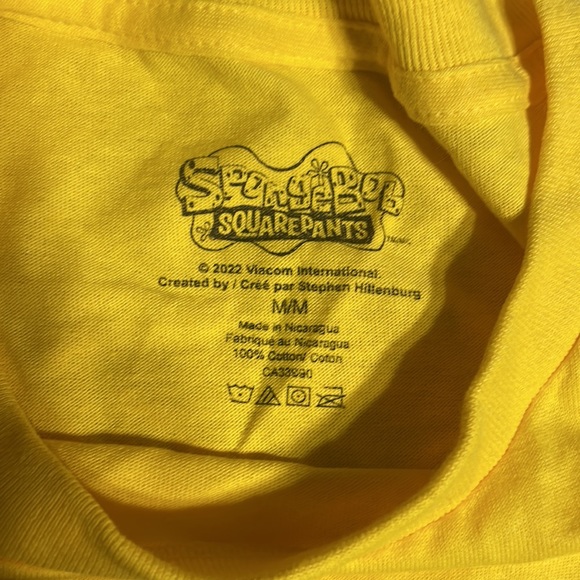 SpongeBob
SQUAREPANTS
© 2022 Viacom International.
Created by / Créé par Stephen Hillenburg
M/M
Made in Nicaragua
Fabriqué au Nicaragua
100% Cotton/ Coton